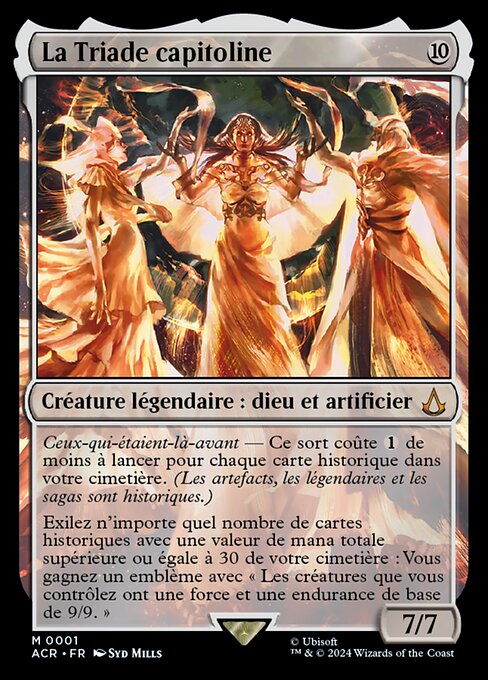 La Triade capitoline
10
Créature légendaire : dieu et artificier
Ceux-qui-étaient-là-avant — Ce sort coûte 1 de
moins à lancer pour chaque carte historique dans
votre cimetière. (Les artefacts, les légendaires et les
sagas sont historiques.)
Exilez n'importe quel nombre de cartes
historiques avec une valeur de mana totale
supérieure ou égale à 30 de votre cimetière : Vous
gagnez un emblème avec « Les créatures que vous
contrôlez ont une force et une endurance de base
de 9/9. »
7/7
M 0001
ACR • FR Syd Mills
© Ubisoft
™ & © 2024 Wizards of the Coast